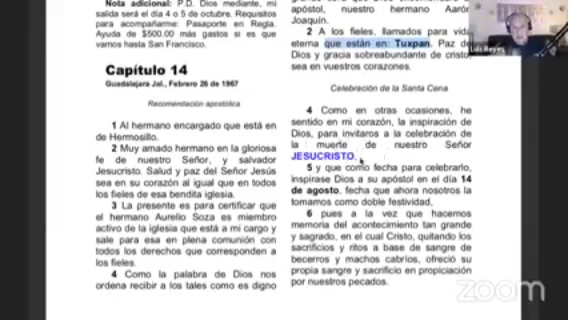 Nota adicional: P.D. Dios mediante, mi
salida será el día 4 o 5 de octubre. Requisitos
para acompañarme: Pasaporte en Regla.
Ayuda de $500.00 más gastos si es que
vamos hasta San Francisco.
Capítulo 14
Guadalajara Jal., Febrero 26 de 1967
Recomendación apostólica
1 Al hermano encargado que está en
de Hermosillo.
2 Muy amado hermano en la gloriosa
fe de nuestro Señor, y salvador
Jesucristo. Salud y paz del Señor Jesús
sea en su corazón al igual que en todos
los fieles de esa bendita iglesia.
3 La presente es para certificar que
el hermano Aurelio Soza es miembro
activo de la iglesia que está a mi cargo y
sale para esa en plena comunión con
todos los derechos que corresponden a
los fieles.
4 Como la palabra de Dios nos
ordena recibir a los tales como es digno
apóstol, nuestro hermano Aarón
Joaquín.
2 A los fieles, llamados para vida
eterna que están en: Tuxpan. Paz de
Dios y gracia sobreabundante de cristo
sea en vuestros corazones.
Celebración de la Santa Cena
4 Como en otras ocasiones, he
sentido en mi corazón, la inspiración de
Dios, para invitaros a la celebración de
la muerte de nuestro Señor
JESUCRISTO.
5 y que como fecha para celebrarlo,
inspirase Dios a su apóstol en el día 14
de agosto, fecha que ahora nosotros la
tomamos como doble festividad,
6 pues a la vez que hacemos
memoria del acontecimiento tan grande
y sagrado, en el cual Cristo, quitando los
sacrificios y ritos a base de sangre de
becerros y machos cabríos, ofreció su
propia sangre y sacrificio en propiciación
por nuestros pecados.
zoom